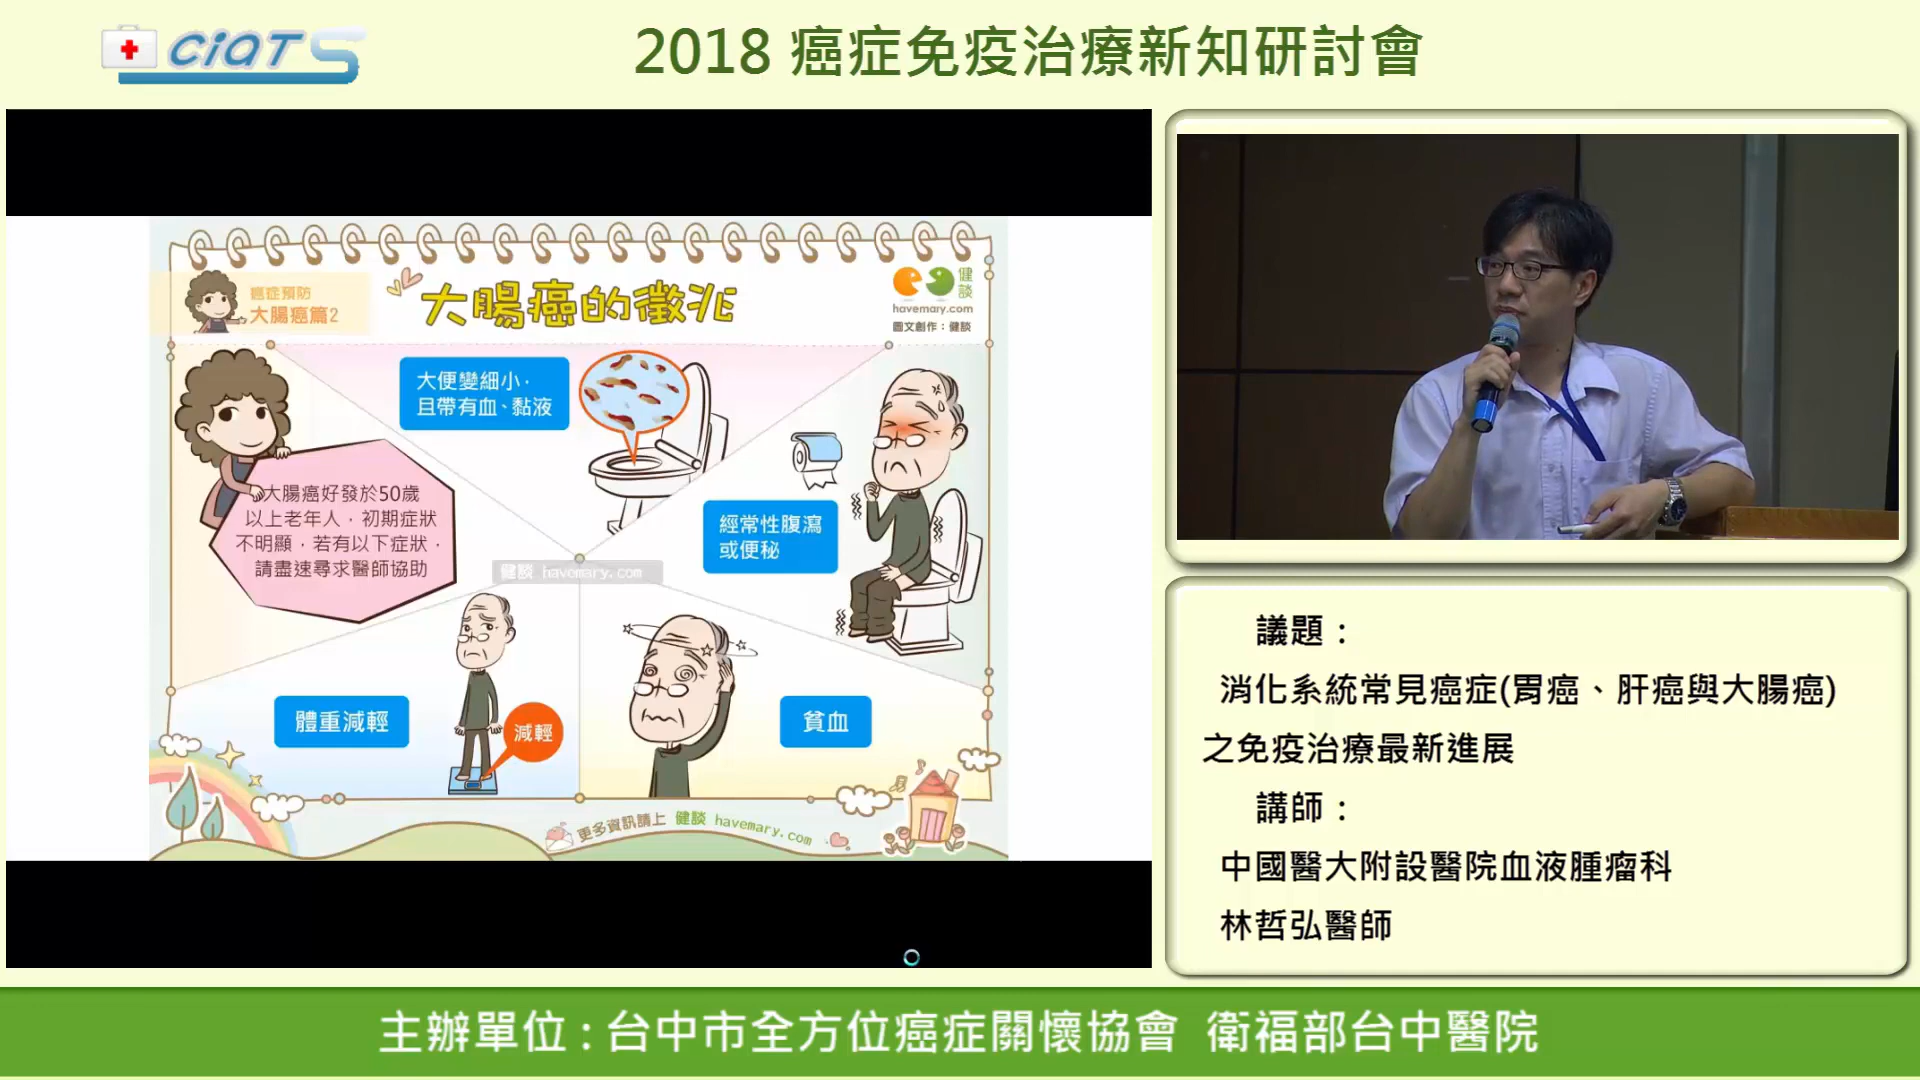 CiATS
2018 癌症免疫治療新知研討會
癌症預防
大腸癌篇2
大腸癌的徵兆
健談
havemary.com
圖文創作：健談
大便變細小，
且帶有血、黏液
大腸癌好發於50歲
以上老年人，初期症狀
不明顯，若有以下症狀，
請盡速尋求醫師協助
經常性腹瀉
或便秘
健談 havemary.com
體重減輕
減輕
貧血
更多資訊請上 健談 havemary.com
議題：
消化系統常見癌症(胃癌、肝癌與大腸癌)
之免疫治療最新進展
講師：
中國醫大附設醫院血液腫瘤科
林哲弘醫師
主辦單位：台中市全方位癌症關懷協會 衛福部台中醫院